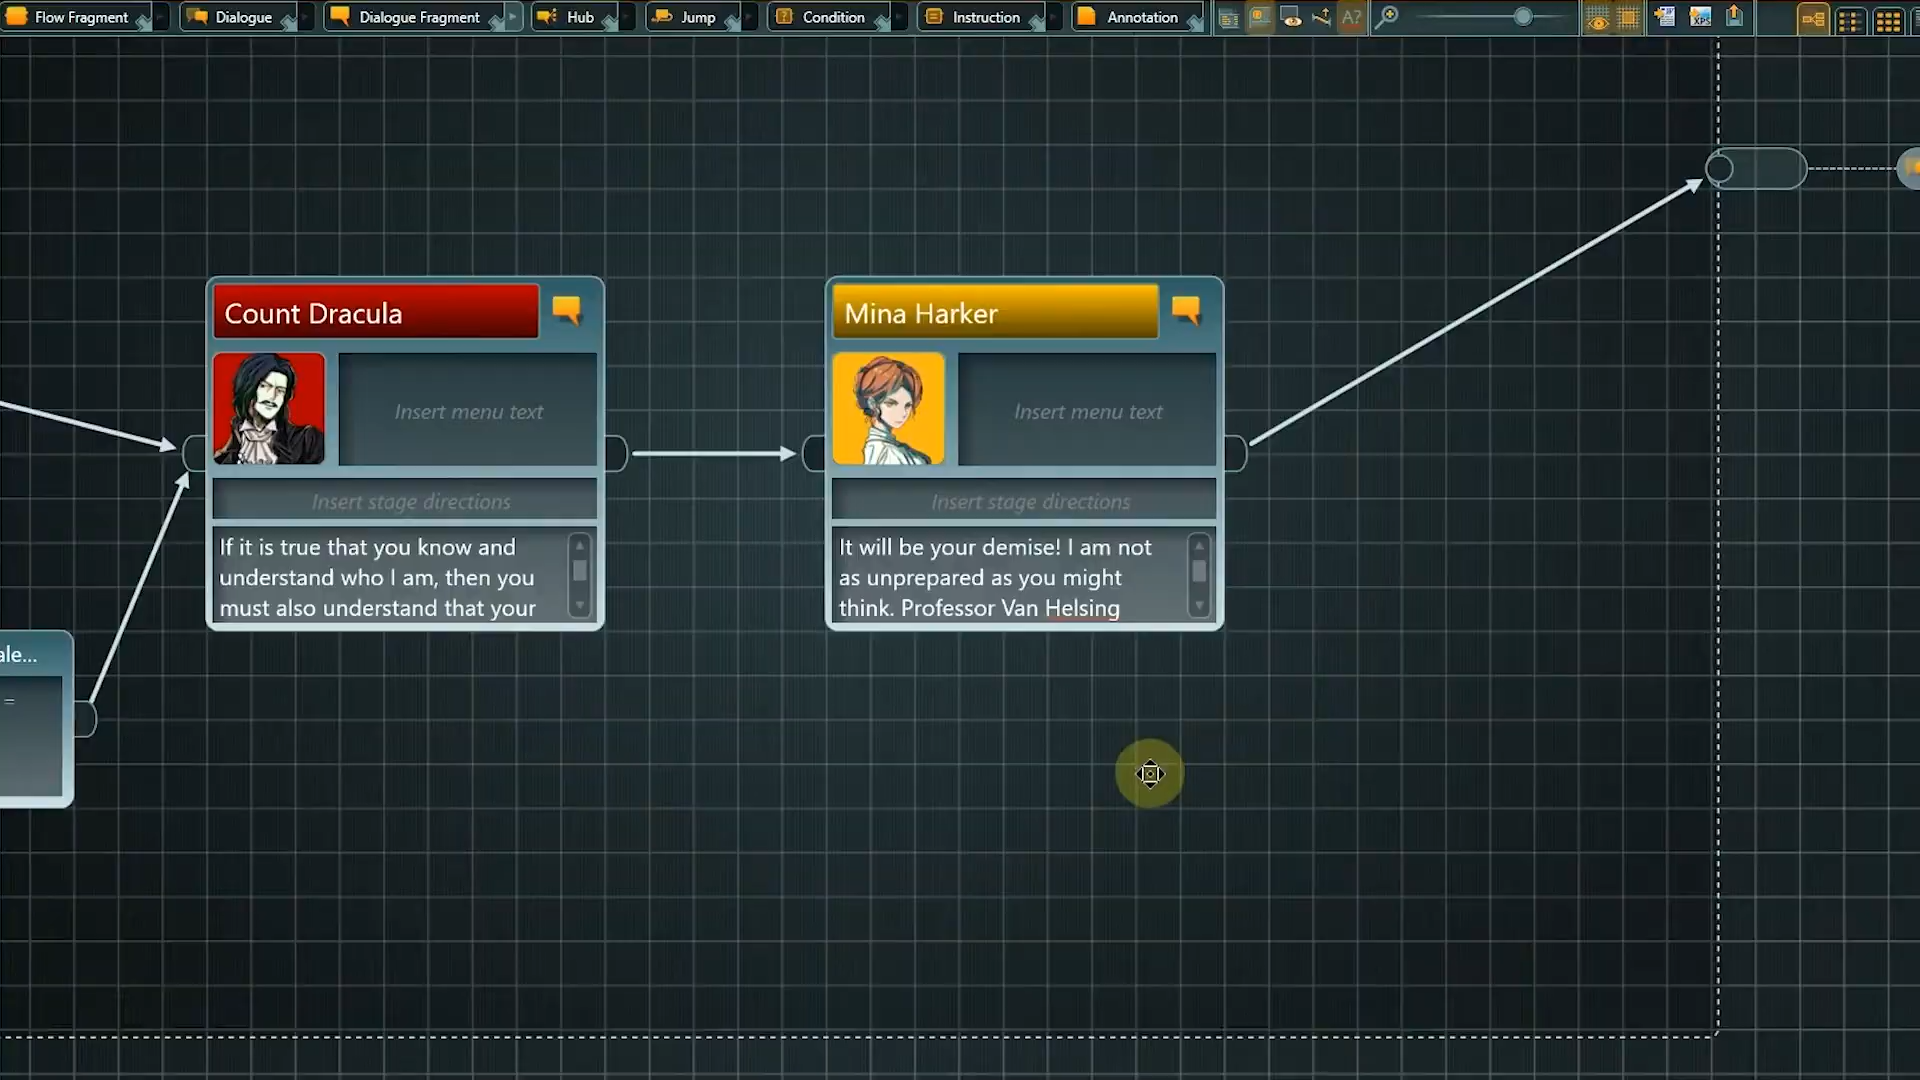 Flow Fragment
Dialogue
Dialogue Fragment
Hub
Jump
Condition
Instruction
Annotation
A?
XPS
Count Dracula
Insert menu text
Insert stage directions
If it is true that you know and
understand who I am, then you
must also understand that your
Mina Harker
Insert menu text
Insert stage directions
It will be your demise! I am not
as unprepared as you might
think. Professor Van Helsing
ale...
=